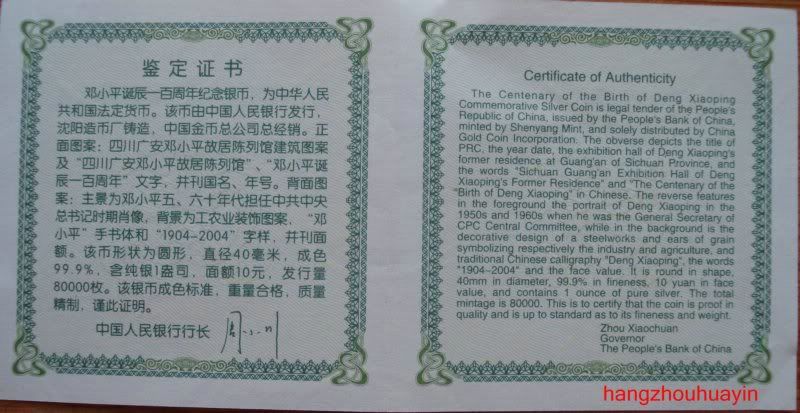 鉴定证书
邓小平诞辰一百周年纪念银币，为中华人民
共和国法定货币。该币由中国人民银行发行，
沈阳造币厂铸造，中国金币总公司总经销。正
面图案：四川广安邓小平故居陈列馆建筑图案
及“四川广安邓小平故居陈列馆”、“邓小平诞
辰一百周年”文字，并刊国名、年号。背面图
案：主景为邓小平五、六十年代担任中共中央
总书记时期肖像，背景为工农业装饰图案、“邓
小平”手书体和“1904-2004”字样，并刊面
额。该币形状为圆形，直径40毫米，成色
99.9%，含纯银1盎司，面额10元，发行量
80000枚。该银币成色标准，重量合格，质量
精制，谨此证明。
中国人民银行行长 周小川
Certificate of Authenticity
The Centenary of the Birth of Deng Xiaoping
Commemorative Silver Coin is legal tender of the People's
Republic of China, issued by the People's Bank of China,
minted by Shenyang Mint, and solely distributed by China
Gold Coin Incorporation. The obverse depicts the title of
PRC, the year date, the exhibition hall of Deng Xiaoping's
former residence at Guang'an of Sichuan Province, and
the words "Sichuan Guang'an Exhibition Hall of Deng
Xiaoping's Former Residence" and "The Centenary of the
"Birth of Deng Xiaoping" in Chinese. The reverse features
in the foreground the portrait of Deng Xiaoping in the
1950s and 1960s when he was the General Secretary of
CPC Central Committee, while in the background is the
decorative design of a steelworks and ears of grain
symbolizing respectively the industry and agriculture, and
traditional Chinese calligraphy "Deng Xiaoping", the words
"1904-2004" and the face value. It is round in shape,
40mm in diameter, 99.9% in fineness, 10 yuan in face
value, and contains 1 ounce of pure silver. The total
mintage is 80000. This is to certify that the coin is proof in
quality and is up to standard as to its fineness and weight.
Zhou Xiaochuan
Governor
The People's Bank of China
hangzhouhuayin